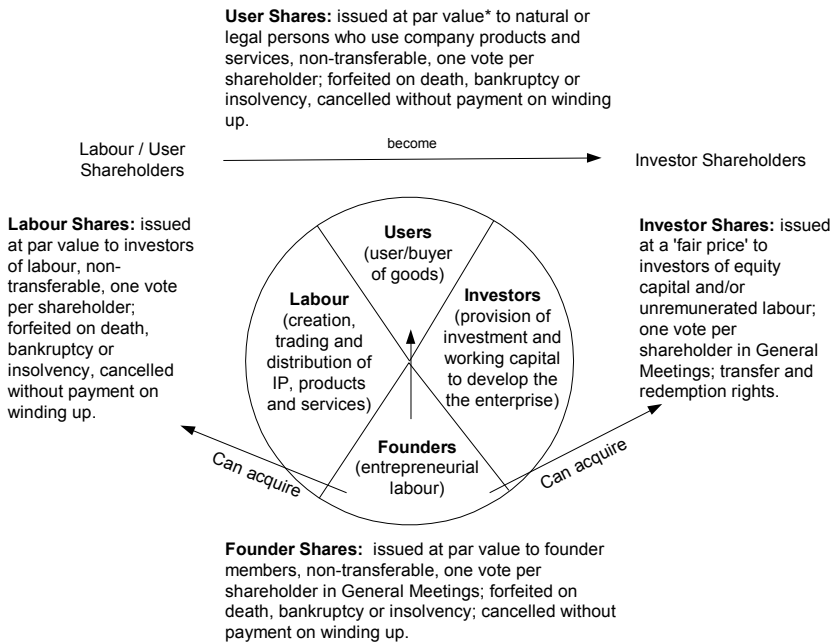 User Shares: issued at par value* to natural or
legal persons who use company products and
services, non-transferable, one vote per
shareholder; forfeited on death, bankruptcy or
insolvency, cancelled without payment on winding
up.
Labour / User
Shareholders
become
Investor Shareholders
Labour Shares: issued
at par value to investors
of labour, non-
transferable, one vote
per shareholder;
forfeited on death,
bankruptcy or
insolvency, cancelled
without payment on
winding up.
Users
(user/buyer
of goods)
Labour
(creation,
trading and
distribution of
IP, products
and services)
Investors
(provision of
investment and
working capital
to develop the
the enterprise)
Founders
(entrepreneurial
labour)
Investor Shares: issued
at a 'fair price' to
investors of equity
capital and/or
unremunerated labour;
one vote per
shareholder in General
Meetings; transfer and
redemption rights.
Can acquire
Can acquire
Founder Shares: issued at par value to founder
members, non-transferable, one vote per
shareholder in General Meetings; forfeited on
death, bankruptcy or insolvency; cancelled without
payment on winding up.